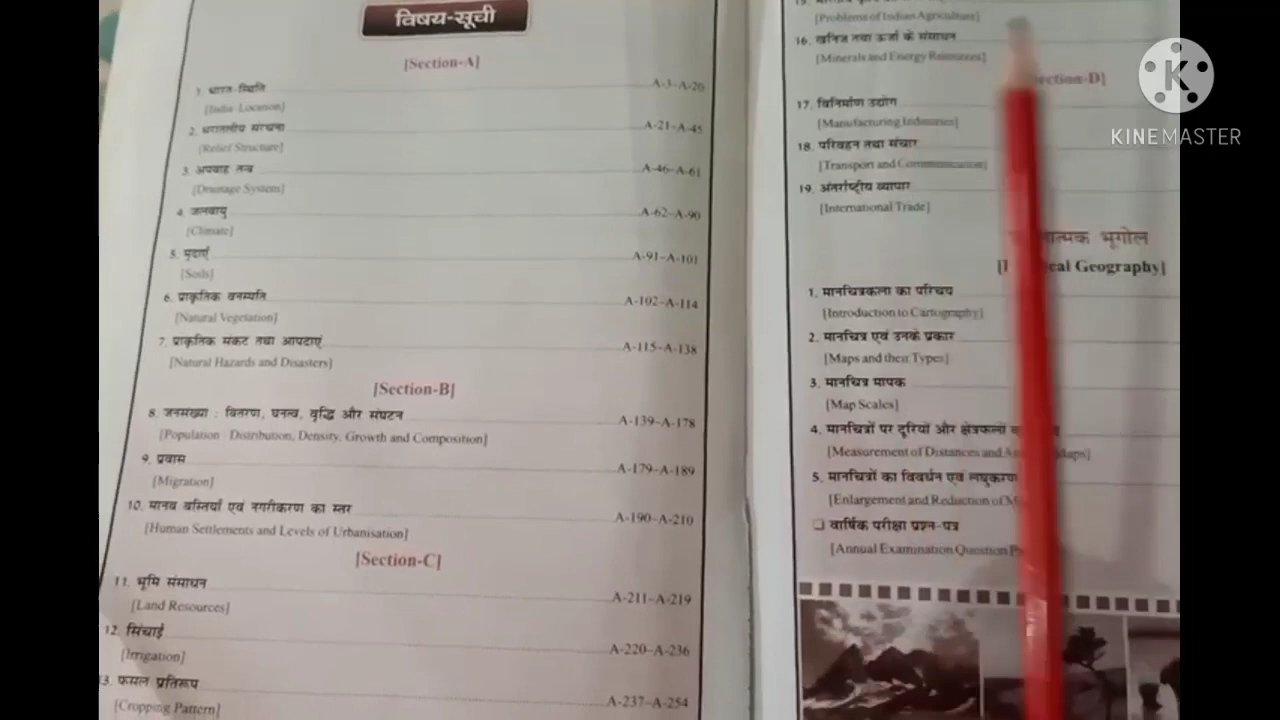 विषय-सूची
[Section-A]
1. भारत-स्थिति A-3–A-20
[India-Location]
2. धरातलीय संरचना A-21–A-45
[Relief Structure]
3. अपवाह तन्त्र A-46–A-61
[Drainage System]
4. जलवायु A-62–A-90
[Climate]
5. मृदाएँ A-91–A-101
[Soils]
6. प्राकृतिक वनस्पति A-102–A-114
[Natural Vegetation]
7. प्राकृतिक संकट तथा आपदाएं A-115–A-138
[Natural Hazards and Disasters]
[Section-B]
8. जनसंख्या : वितरण, घनत्व, वृद्धि और संघटन A-139–A-178
[Population : Distribution, Density, Growth and Composition]
9. प्रवास A-179–A-189
[Migration]
10. मानव बस्तियाँ एवं नगरीकरण का स्तर A-190–A-210
[Human Settlements and Levels of Urbanisation]
[Section-C]
11. भूमि संसाधन A-211–A-219
[Land Resources]
12. सिंचाई A-220–A-236
[Irrigation]
13. फसल प्रतिरूप A-237–A-254
[Cropping Pattern]
[Problems of Indian Agriculture]
16. खनिज तथा ऊर्जा के संसाधन
[Minerals and Energy Resources]
ection-D]
17. विनिर्माण उद्योग
[Manufacturing Industries]
18. परिवहन तथा संचार
[Transport and Communication]
19. अंतर्राष्ट्रीय व्यापार
[International Trade]
भूगोल
Geography]
1. मानचित्रकला का परिचय
[Introduction to Cartography]
2. मानचित्र एवं उनके प्रकार
[Maps and their Types]
3. मानचित्र मापक
[Map Scales]
4. मानचित्रों पर दूरियों और क्षेत्रफलों
[Measurement of Distances and Maps]
5. मानचित्रों का विवर्धन एवं लघुकरण
[Enlargement and Reduction of
❑ वार्षिक परीक्षा प्रश्न-पत्र
[Annual Examination Question
K
KINEMASTER